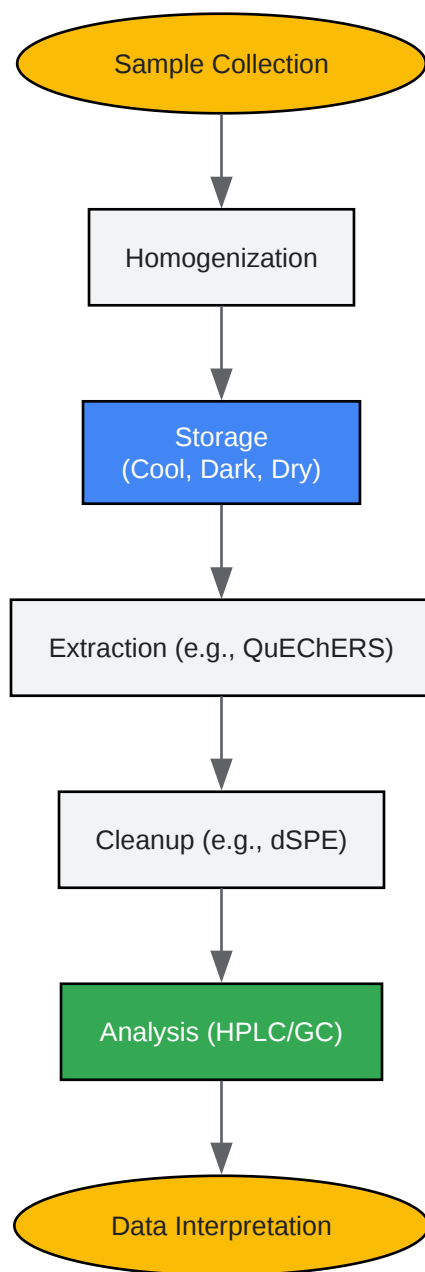 Sample Collection
Homogenization
Storage
(Cool, Dark, Dry)
Extraction (e.g., QuEChERS)
Cleanup (e.g., dSPE)
Analysis (HPLC/GC)
Data Interpretation